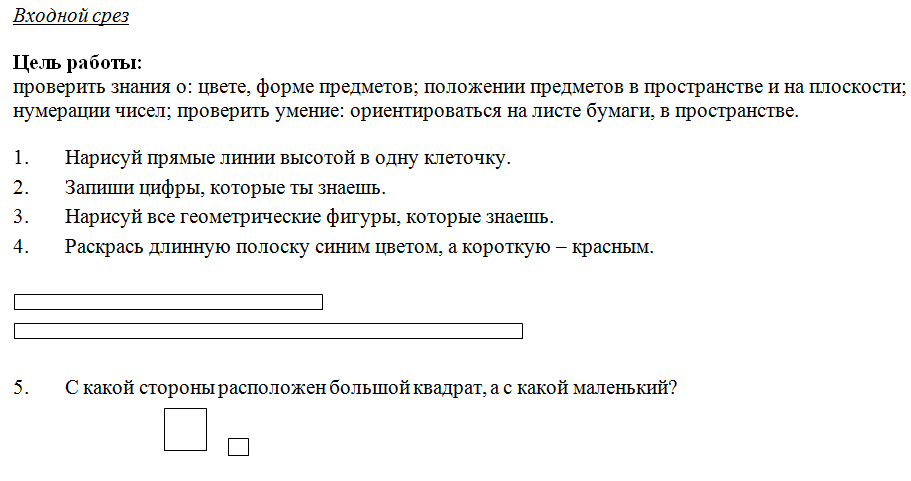 Входной срез
Цель работы:
проверить знания о: цвете, форме предметов; положении предметов в пространстве и на плоскости;
нумерации чисел; проверить умение: ориентироваться на листе бумаги, в пространстве.
1. Нарисуй прямые линии высотой в одну клеточку.
2. Запиши цифры, которые ты знаешь.
3. Нарисуй все геометрические фигуры, которые знаешь.
4. Раскрась длинную полоску синим цветом, а короткую – красным.
5. С какой стороны расположен большой квадрат, а с какой маленький?